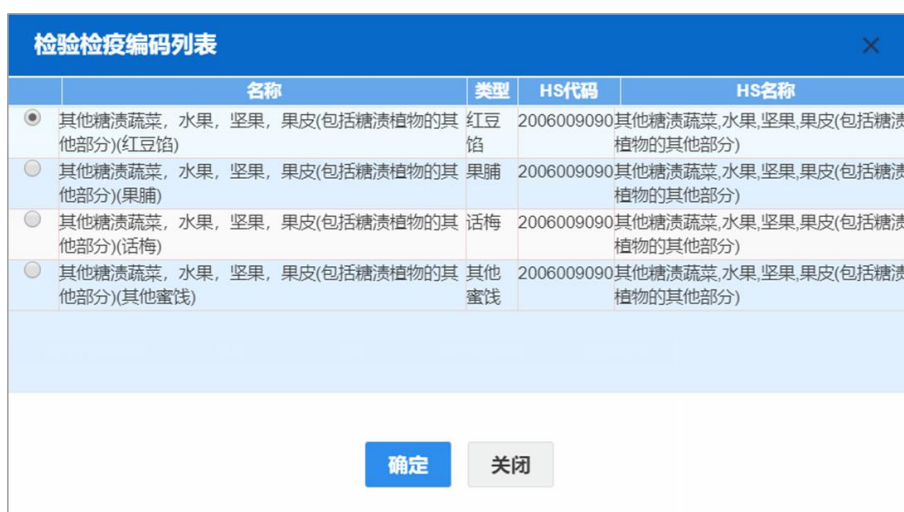 检验检疫编码列表
名称 类型 HS代码 HS名称
其他糖渍蔬菜，水果，坚果，果皮(包括糖渍植物的其 红豆 2006009090 其他糖渍蔬菜,水果,坚果,果皮(包括糖渍
他部分)(红豆馅) 馅 植物的其他部分)
其他糖渍蔬菜，水果，坚果，果皮(包括糖渍植物的其 果脯 2006009090 其他糖渍蔬菜,水果,坚果,果皮(包括糖渍
他部分)(果脯) 植物的其他部分)
其他糖渍蔬菜，水果，坚果，果皮(包括糖渍植物的其 话梅 2006009090 其他糖渍蔬菜,水果,坚果,果皮(包括糖渍
他部分)(话梅) 植物的其他部分)
其他糖渍蔬菜，水果，坚果，果皮(包括糖渍植物的其 其他 2006009090 其他糖渍蔬菜,水果,坚果,果皮(包括糖渍
他部分)(其他蜜饯) 蜜饯 植物的其他部分)
确定 关闭